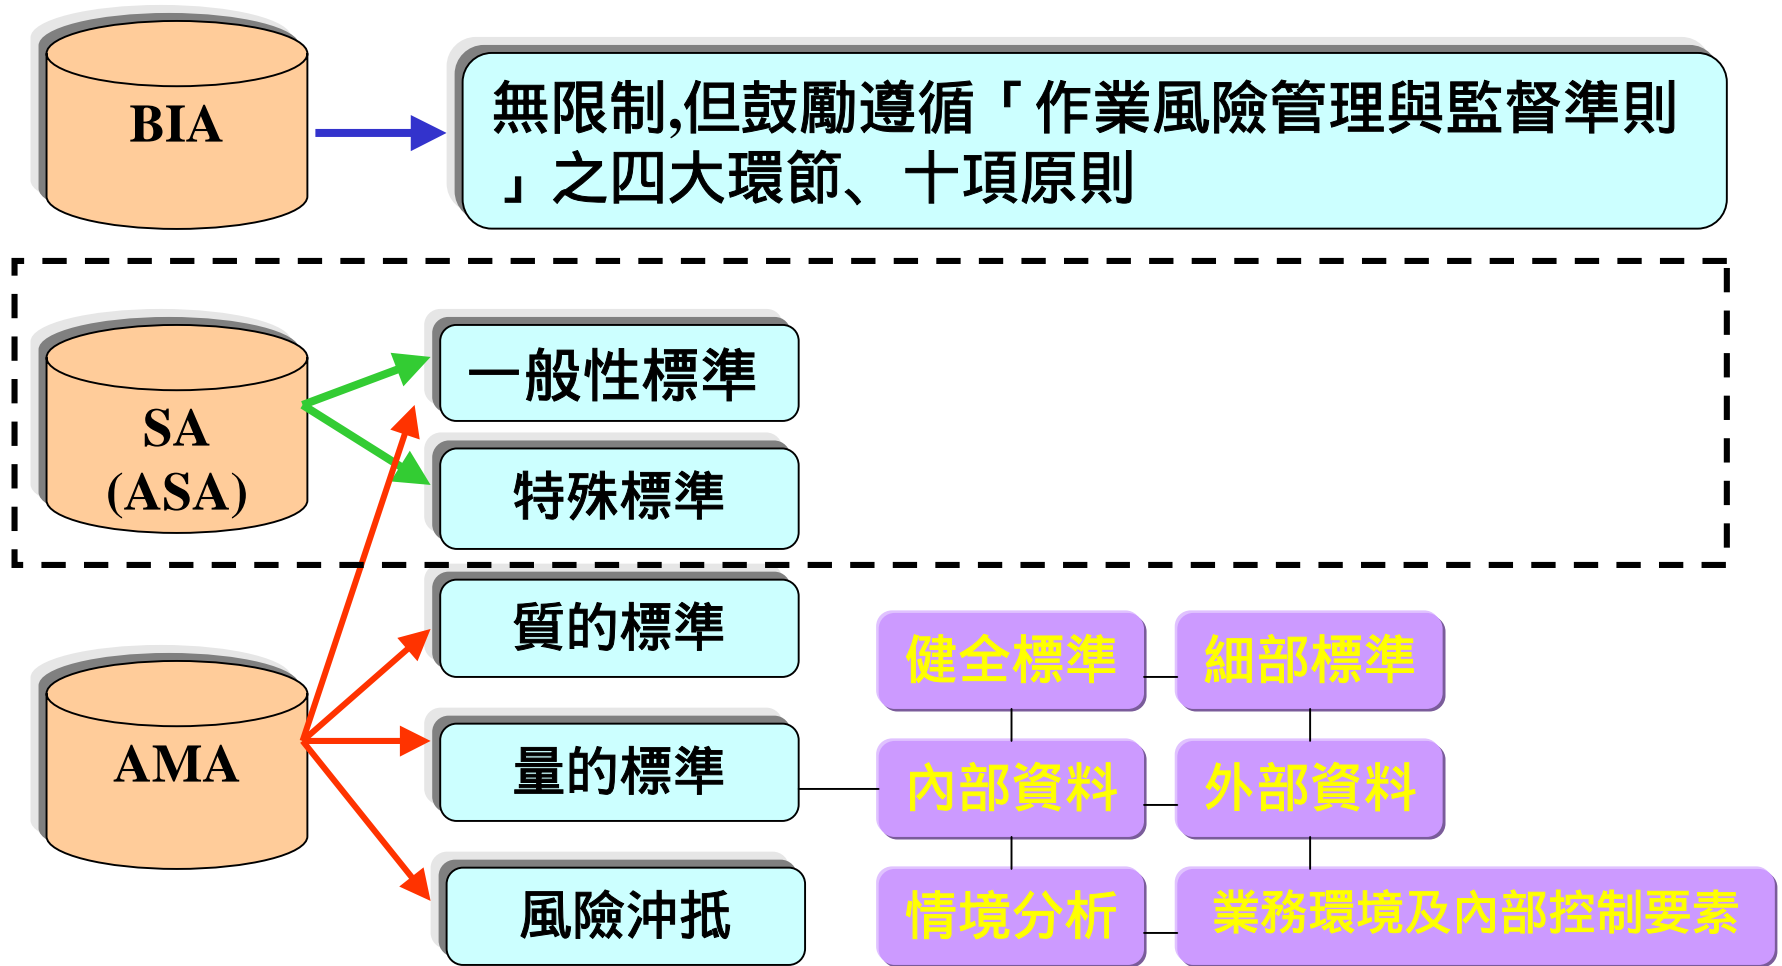 BIA
無限制,但鼓勵遵循「作業風險管理與監督準則
」之四大環節、十項原則
SA
(ASA)
一般性標準
特殊標準
AMA
質的標準
量的標準
風險沖抵
健全標準
細部標準
內部資料
外部資料
情境分析
業務環境及內部控制要素